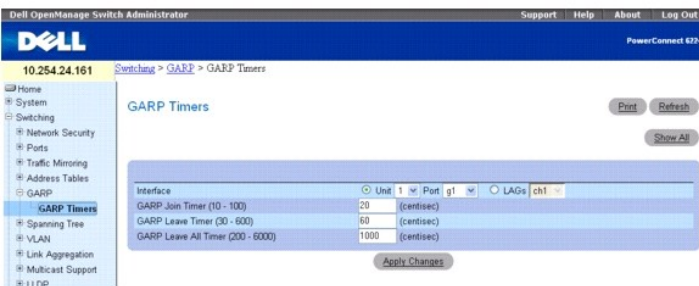 Dell OpenManage Switch Administrator
Support Help About Log Out
DELL
PowerConnect 622
10.254.24.161
Switching > GARP > GARP Timers
Home
System
Switching
Network Security
Ports
Traffic Mirroring
Address Tables
GARP
GARP Timers
Spanning Tree
VLAN
Link Aggregation
Multicast Support
LLDP
GARP Timers
Print Refresh
Show All
Interface Unit 1 Port g1 LAGs ch1
GARP Join Timer (10 - 100) 20 (centisec)
GARP Leave Timer (30 - 600) 60 (centisec)
GARP Leave All Timer (200 - 6000) 1000 (centisec)
Apply Changes